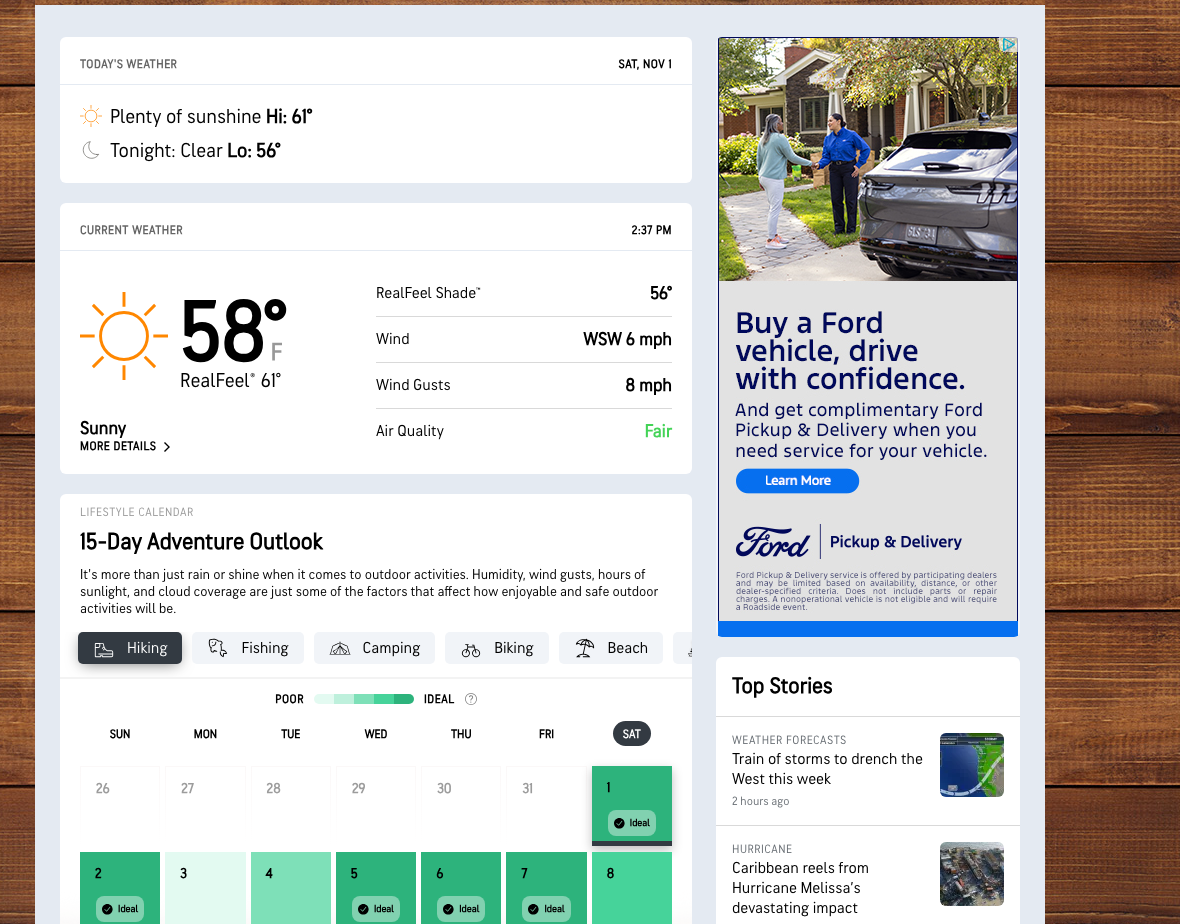 TODAY'S WEATHER
SAT, NOV 1
Plenty of sunshine Hi: 61°
Tonight: Clear Lo: 56°
CURRENT WEATHER
2:37 PM
58°F
RealFeel® 61°
Sunny
MORE DETAILS
RealFeel Shade™ 56°
Wind WSW 6 mph
Wind Gusts 8 mph
Air Quality Fair
LIFESTYLE CALENDAR
15-Day Adventure Outlook
It's more than just rain or shine when it comes to outdoor activities. Humidity, wind gusts, hours of
sunlight, and cloud coverage are just some of the factors that affect how enjoyable and safe outdoor
activities will be.
Hiking Fishing Camping Biking Beach
POOR IDEAL ?
SUN MON TUE WED THU FRI SAT
26 27 28 29 30 31 1
Ideal
2 3 4 5 6 7 8
Ideal Ideal Ideal Ideal
Buy a Ford
vehicle, drive
with confidence.
And get complimentary Ford
Pickup & Delivery when you
need service for your vehicle.
Learn More
Ford Pickup & Delivery
Ford Pickup & Delivery service is offered by participating dealers
and may be limited based on availability, distance, or other
dealer-specified criteria. Does not include parts or repair
charges. A nonoperational vehicle is not eligible and will require
a Roadside event.
Top Stories
WEATHER FORECASTS
Train of storms to drench the
West this week
2 hours ago
HURRICANE
Caribbean reels from
Hurricane Melissa's
devastating impact